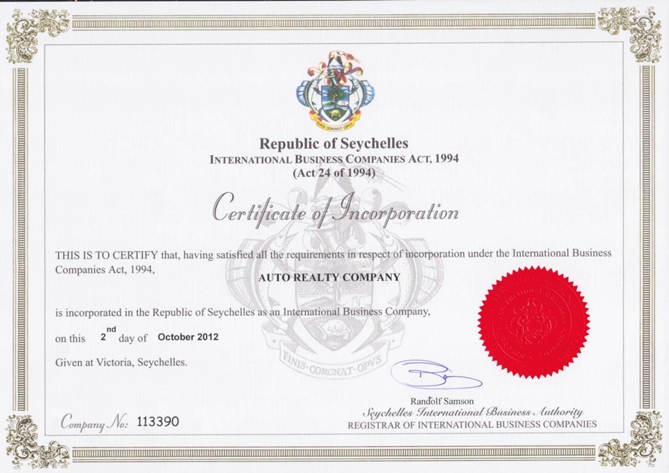 FINIS CORONAT OPVS
Republic of Seychelles
INTERNATIONAL BUSINESS COMPANIES ACT, 1994
(Act 24 of 1994)
Certificate of Incorporation
THIS IS TO CERTIFY that, having satisfied all the requirements in respect of incorporation under the International Business
Companies Act, 1994,
AUTO REALTY COMPANY
is incorporated in the Republic of Seychelles as an International Business Company,
on this 2nd day of October 2012
Given at Victoria, Seychelles.
FINIS·CORONAT·OPVS
Randolf Samson
Seychelles International Business Authority
REGISTRAR OF INTERNATIONAL BUSINESS COMPANIES
Company No: 113390